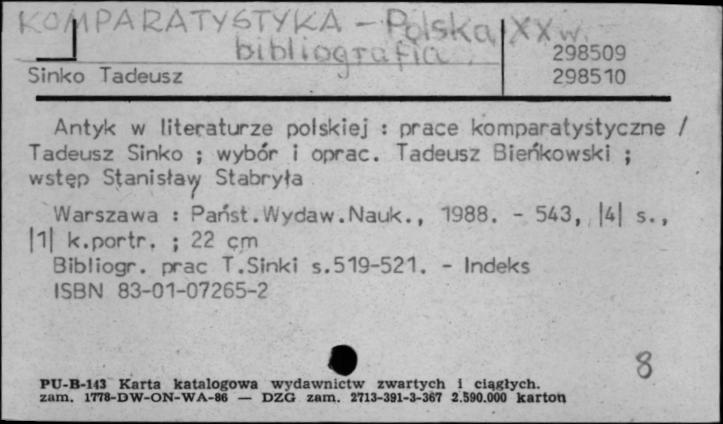 KOMPARATYSTYKA - Polska XX w.
bibliografia
298509
Sinko Tadeusz 298510
Antyk w literaturze polskiej : prace komparatystyczne /
Tadeusz Sinko ; wybór i oprac. Tadeusz Bieńkowski ;
wstęp Stanisław Stabryła
Warszawa : Państ.Wydaw.Nauk., 1988. - 543, |4| s.,
|1| k.portr. ; 22 cm
Bibliogr. prac T.Sinki s.519-521. - Indeks
ISBN 83-01-07265-2
8
PU-B-143 Karta katalogowa wydawnictw zwartych i ciągłych.
zam. 1778-DW-ON-WA-86 — DZG zam. 2713-391-3-367 2.590.000 karton